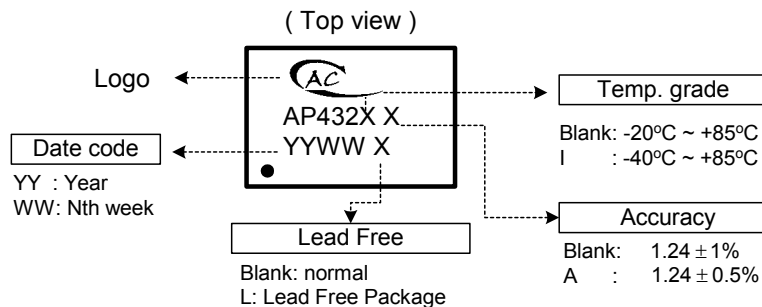 ( Top view )
Logo
AC
AP432X X
YYWW X
Temp. grade
Blank: -20ºC ~ +85ºC
I : -40ºC ~ +85ºC
Date code
YY : Year
WW: Nth week
Lead Free
Blank: normal
L: Lead Free Package
Accuracy
Blank: 1.24 ± 1%
A : 1.24 ± 0.5%